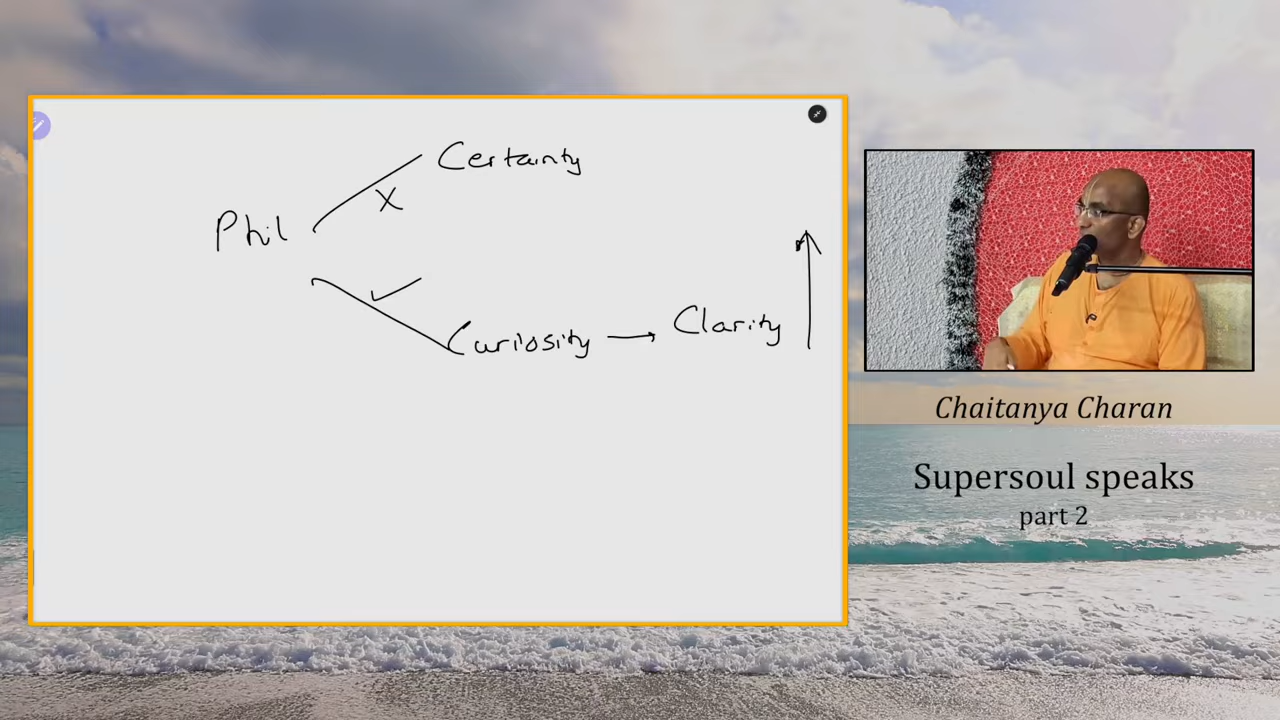 Certainty
X
Phil
Curiosity → Clarity ↑
Chaitanya Charan
Supersoul speaks
part 2